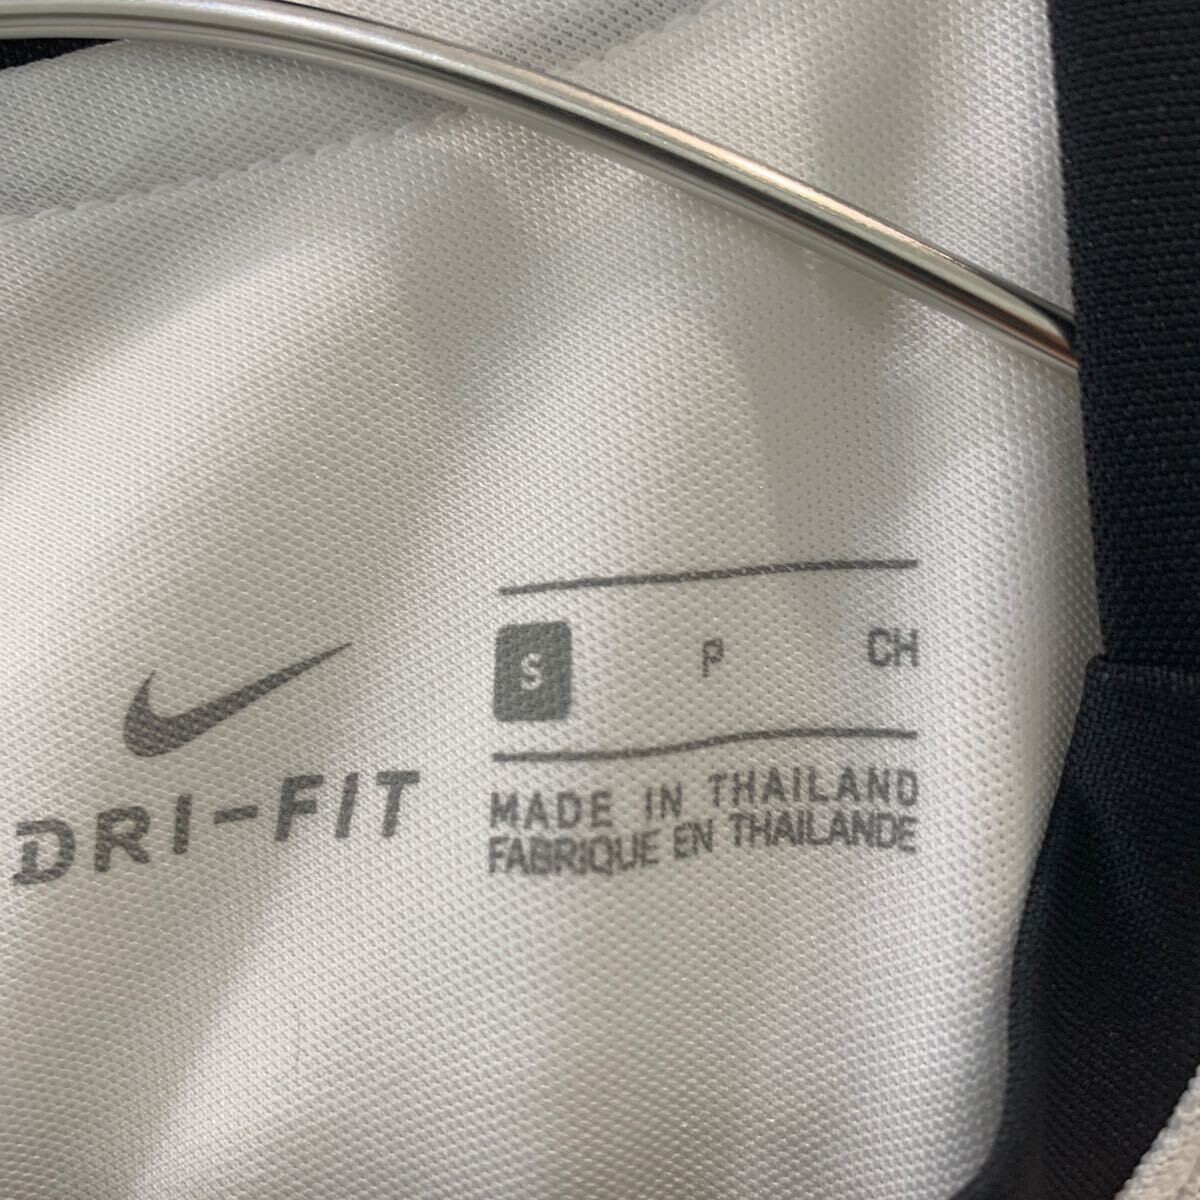 S P CH
DRI-FIT
MADE IN THAILAND
FABRIQUE EN THAILANDE